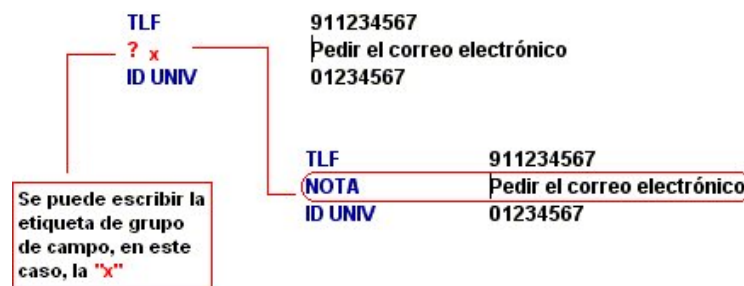 TLF 911234567
? x Pedir el correo electrónico
ID UNIV 01234567
TLF 911234567
NOTA Pedir el correo electrónico
ID UNIV 01234567
Se puede escribir la
etiqueta de grupo
de campo, en este
caso, la "x"